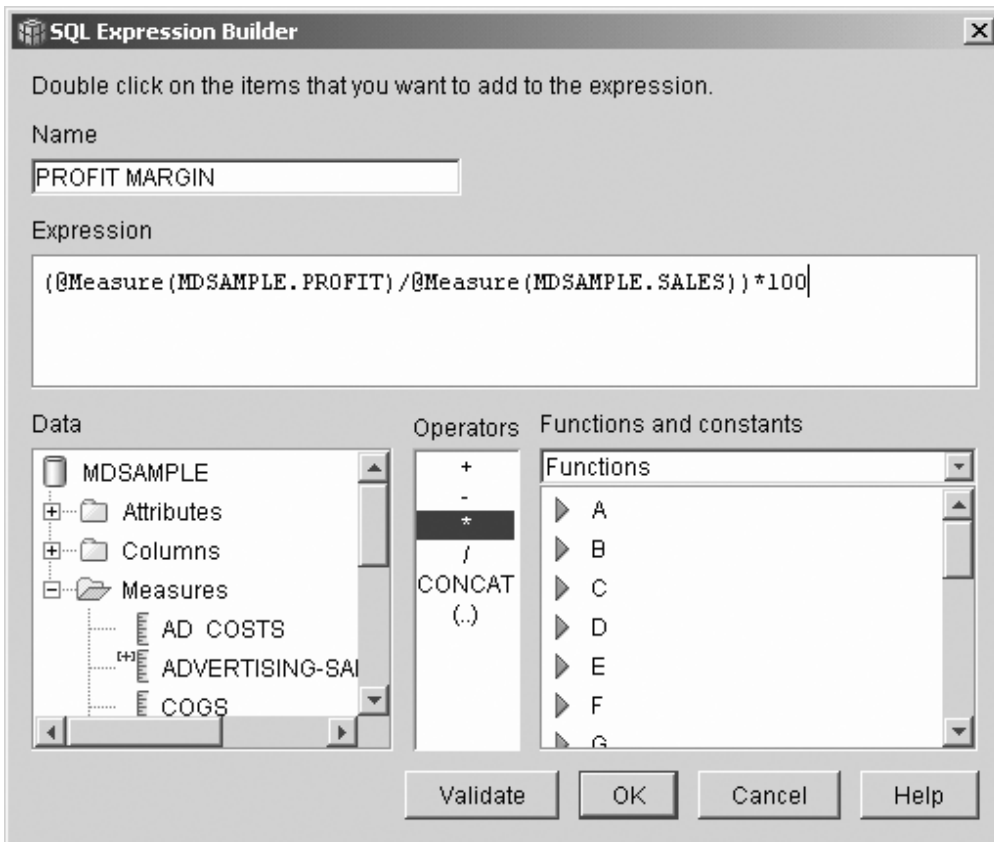 SQL Expression Builder
Double click on the items that you want to add to the expression.
Name
PROFIT MARGIN
Expression
(@Measure(MDSAMPLE.PROFIT)/@Measure(MDSAMPLE.SALES))*100
Data
Operators
Functions and constants
MDSAMPLE
Attributes
Columns
Measures
AD COSTS
[+]
ADVERTISING-SAL
COGS
+
-
*
/
CONCAT
(..)
Functions
A
B
C
D
E
F
G
Validate
OK
Cancel
Help